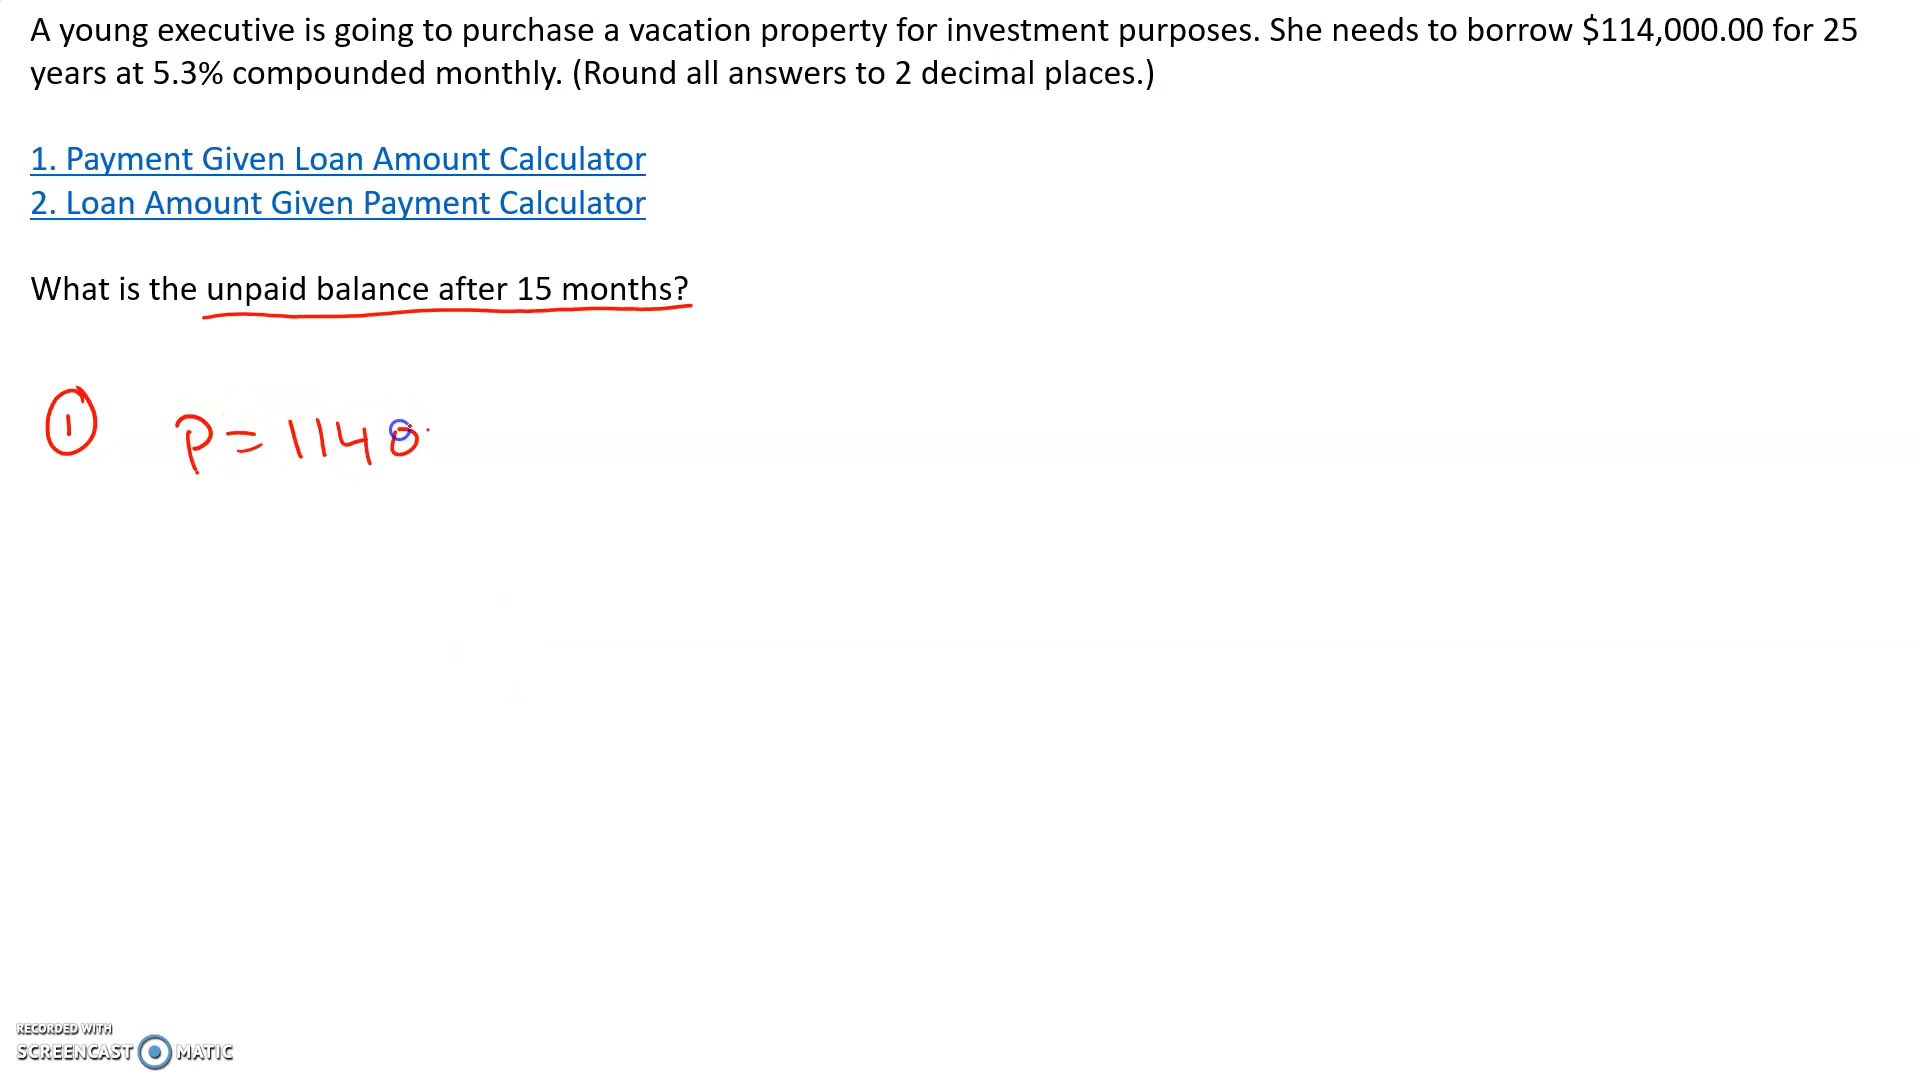 A young executive is going to purchase a vacation property for investment purposes. She needs to borrow $114,000.00 for 25
years at 5.3% compounded monthly. (Round all answers to 2 decimal places.)
1. Payment Given Loan Amount Calculator
2. Loan Amount Given Payment Calculator
What is the unpaid balance after 15 months?
1 P = 1140
RECORDED WITH
SCREENCAST MATIC